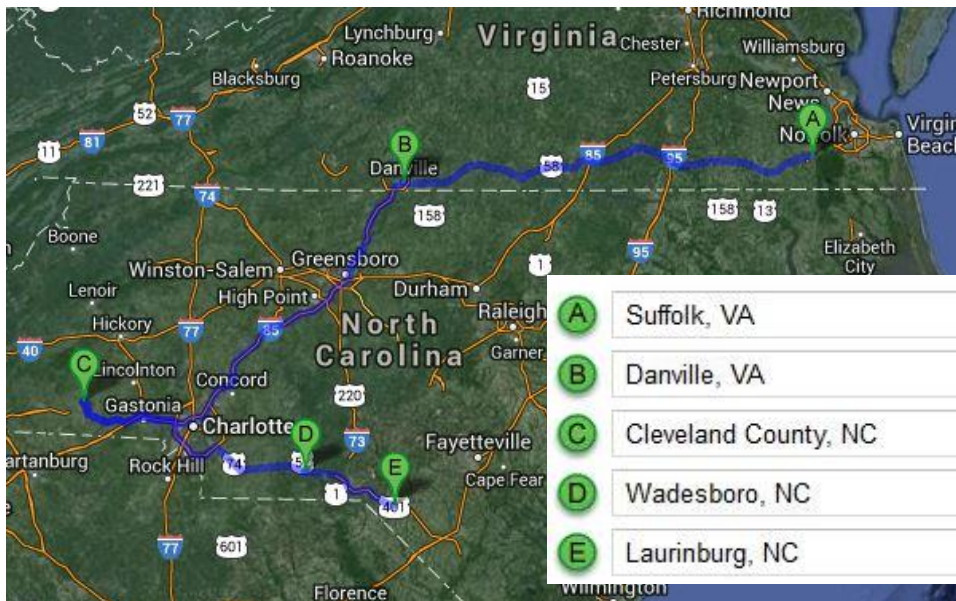 Richmond
Lynchburg
Virginia
Chester
Williamsburg
Roanoke
Blacksburg
Petersburg
Newport
News
15
52
77
81
11
A
Norfolk
Virgin
Beach
B
Danville
58
85
95
221
74
158
158
13
Boone
Elizabeth
City
95
1
Greensboro
Winston-Salem
Durham
Lenoir
High Point
Raleigh
Hickory
85
North
Carolina
77
Garner
40
C
Lincolnton
Concord
220
Gastonia
Charlotte
D
73
Fayetteville
artanburg
Rock Hill
74
5
E
Cape Fear
1
401
77
601
Florence
Wilmington
A Suffolk, VA
B Danville, VA
C Cleveland County, NC
D Wadesboro, NC
E Laurinburg, NC